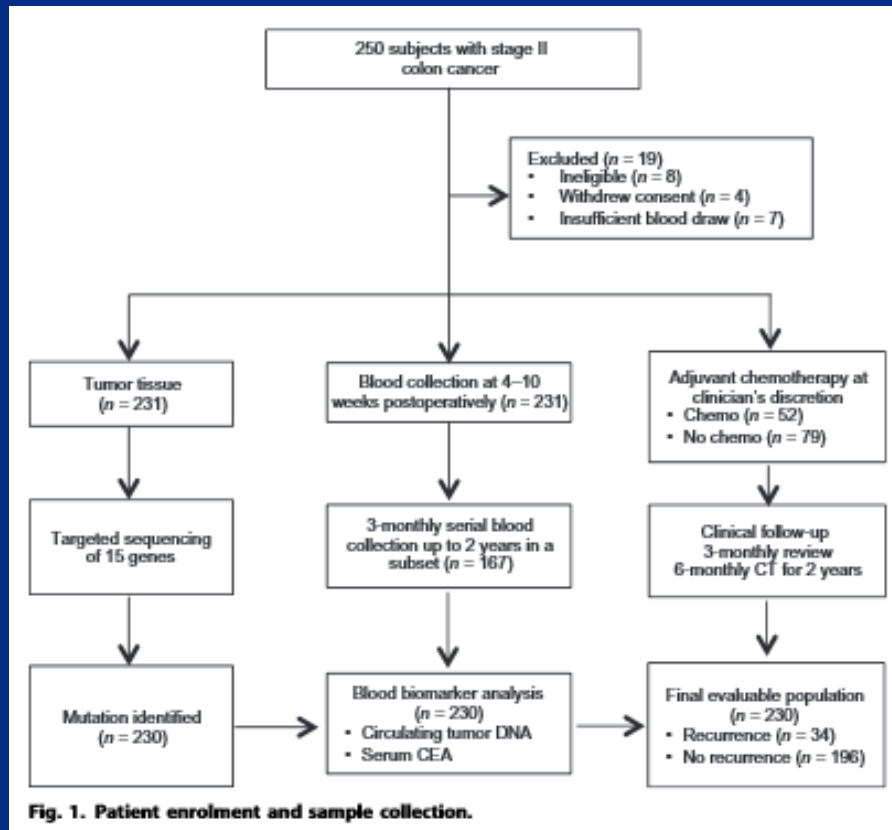 250 subjects with stage II
colon cancer
Excluded (n = 19)
• Ineligible (n = 8)
• Withdrew consent (n = 4)
• Insufficient blood draw (n = 7)
Tumor tissue
(n = 231)
Blood collection at 4–10
weeks postoperatively (n = 231)
Adjuvant chemotherapy at
clinician's discretion
• Chemo (n = 52)
• No chemo (n = 79)
Targeted sequencing
of 15 genes
3-monthly serial blood
collection up to 2 years in a
subset (n = 167)
Clinical follow-up
3-monthly review
6-monthly CT for 2 years
Mutation identified
(n = 230)
Blood biomarker analysis
(n = 230)
• Circulating tumor DNA
• Serum CEA
Final evaluable population
(n = 230)
• Recurrence (n = 34)
• No recurrence (n = 196)
Fig. 1. Patient enrolment and sample collection.